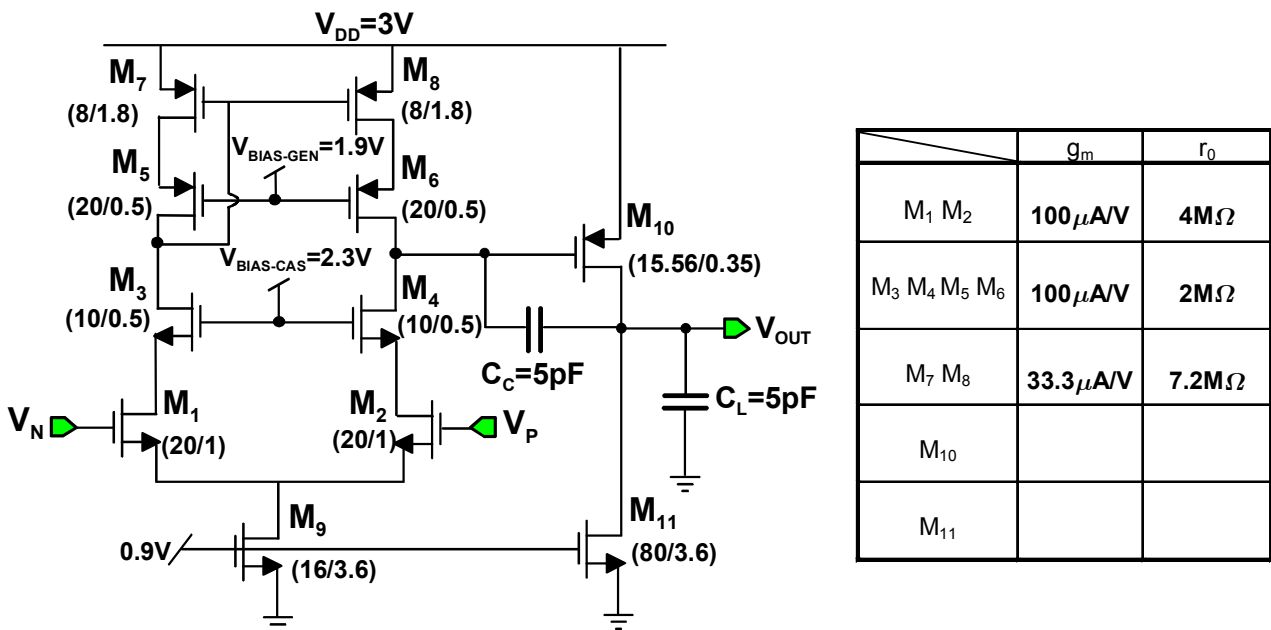 V_DD=3V
M_7
(8/1.8)
M_8
(8/1.8)
V_BIAS-GEN=1.9V
M_5
(20/0.5)
M_6
(20/0.5)
M_10
(15.56/0.35)
V_BIAS-CAS=2.3V
M_3
(10/0.5)
M_4
(10/0.5)
V_OUT
C_C=5pF
C_L=5pF
V_N
M_1
(20/1)
M_2
(20/1)
V_P
M_9
(16/3.6)
0.9V
M_11
(80/3.6)
g_m r_0
M_1 M_2 100μA/V 4MΩ
M_3 M_4 M_5 M_6 100μA/V 2MΩ
M_7 M_8 33.3μA/V 7.2MΩ
M_10
M_11